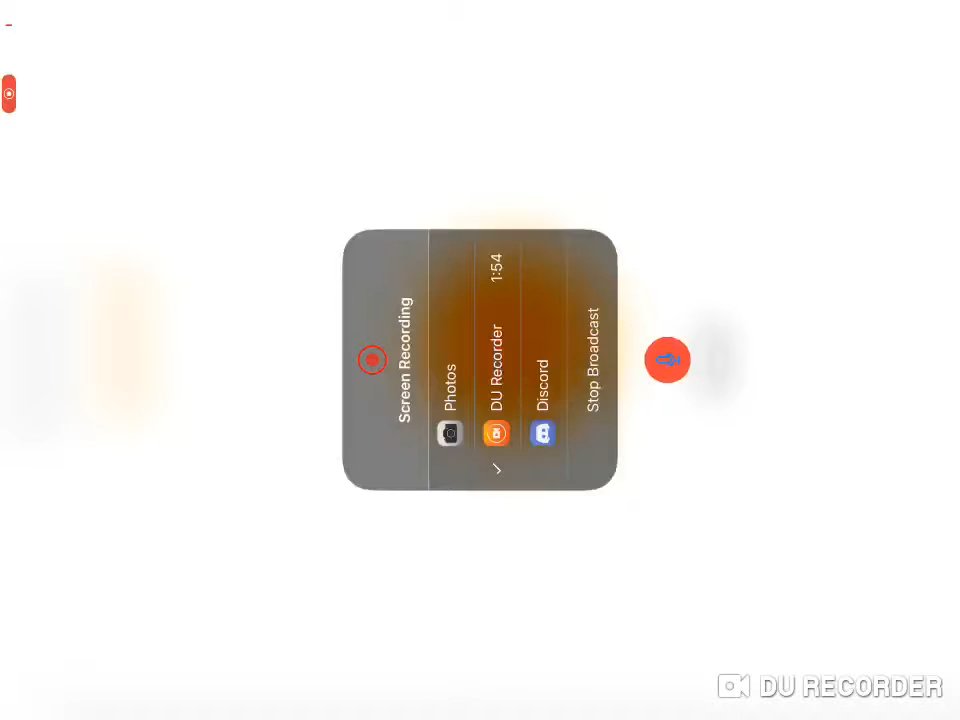 Screen Recording
Photos
DU Recorder 1:54
Discord
Stop Broadcast
DU RECORDER